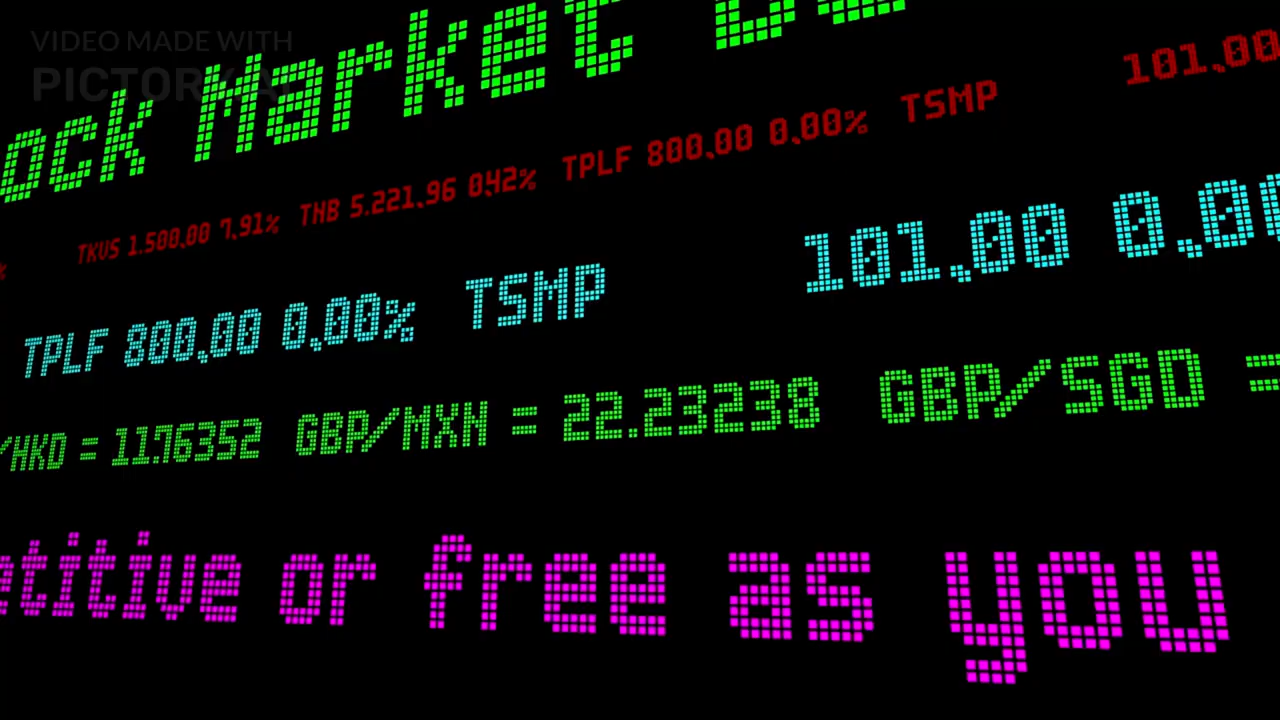 VIDEO MADE WITH
PICTORY.AI
ock Market
% TKUS 1.500,00 7,91% THB 5.221,96 0,42% TPLF 800,00 0,00% TSMP 101,00
TPLF 800,00 0,00% TSMP 101,00 0,00
/HKD = 11.76352 GBP/MXN = 22.23238 GBP/SGD =
etitive or free as you